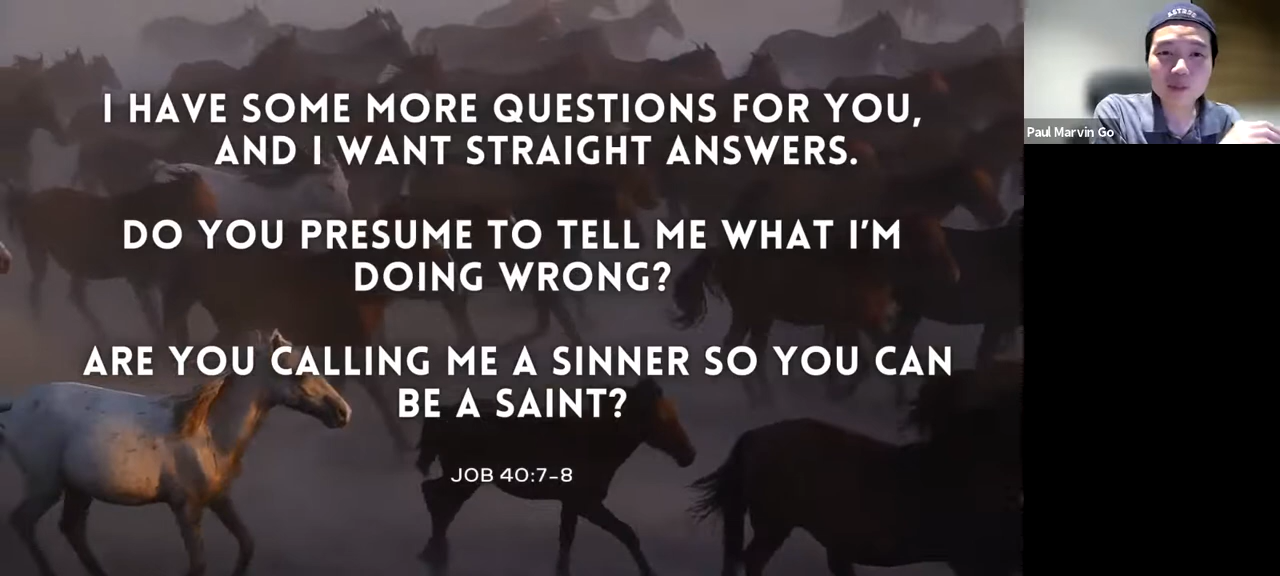 I HAVE SOME MORE QUESTIONS FOR YOU,
AND I WANT STRAIGHT ANSWERS.
DO YOU PRESUME TO TELL ME WHAT I'M
DOING WRONG?
ARE YOU CALLING ME A SINNER SO YOU CAN
BE A SAINT?
JOB 40:7-8
Paul Marvin Go